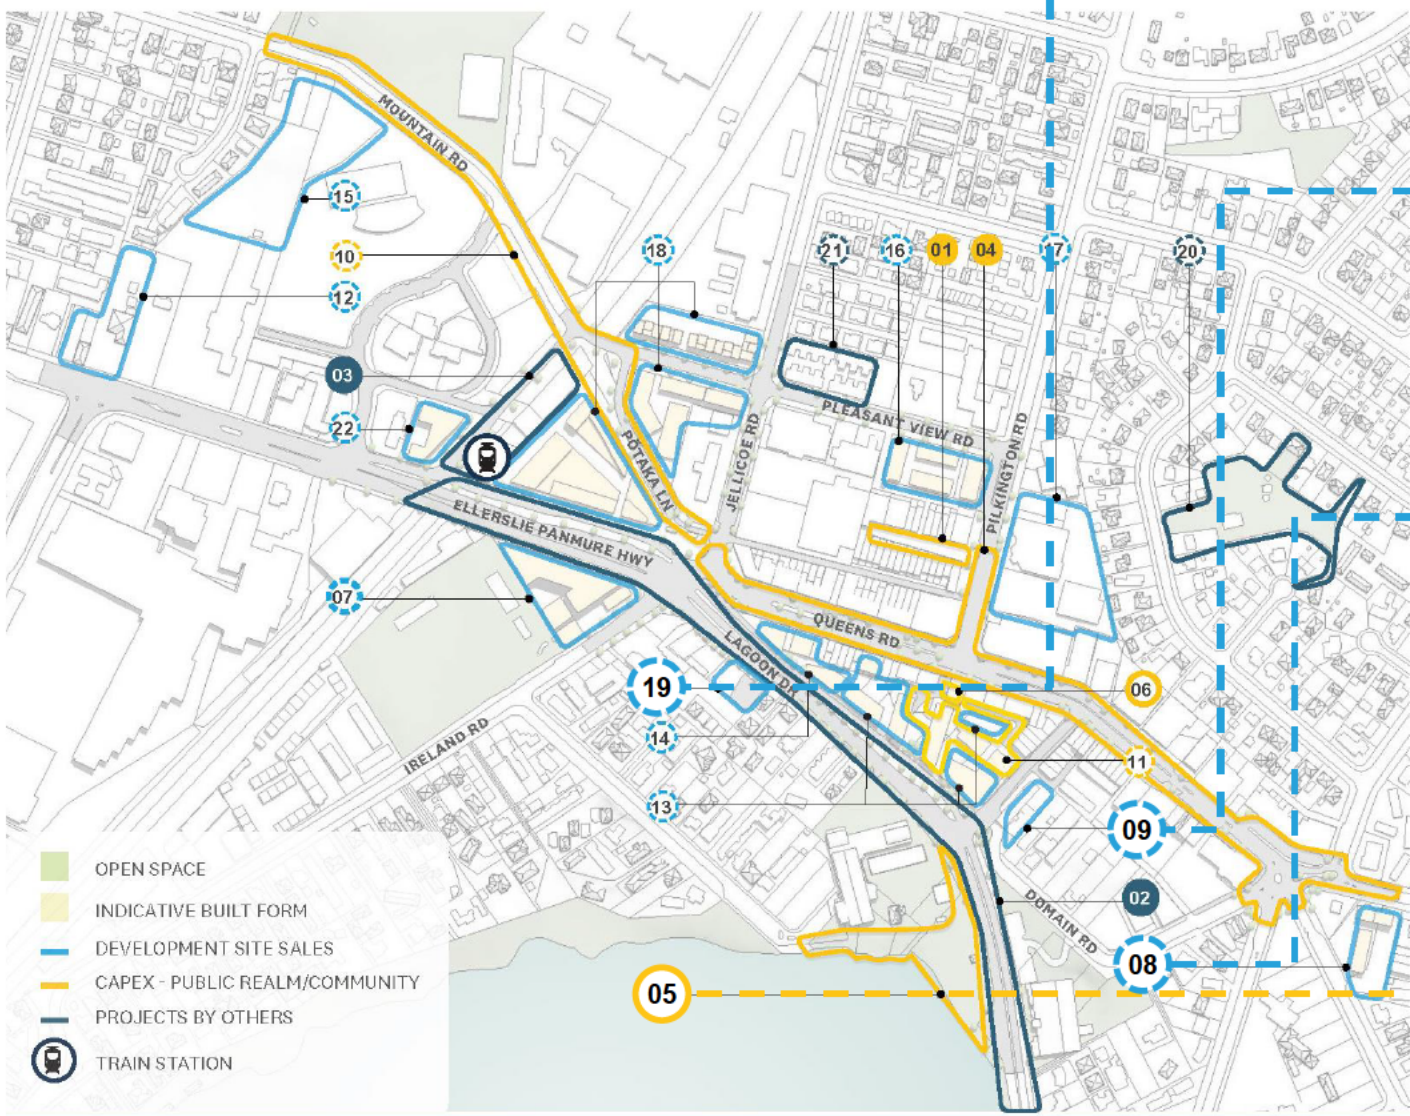 MOUNTAIN RD
15
10
18
21
16
01
04
17
20
12
03
22
PLEASANT VIEW RD
PILKINGTON RD
JELLICOE RD
PŌTAKA LN
ELLERSLIE PANMURE HWY
07
QUEENS RD
LAGOON DR
19
06
14
IRELAND RD
11
13
09
02
DOMAIN RD
08
05
OPEN SPACE
INDICATIVE BUILT FORM
DEVELOPMENT SITE SALES
CAPEX - PUBLIC REALM/COMMUNITY
PROJECTS BY OTHERS
TRAIN STATION